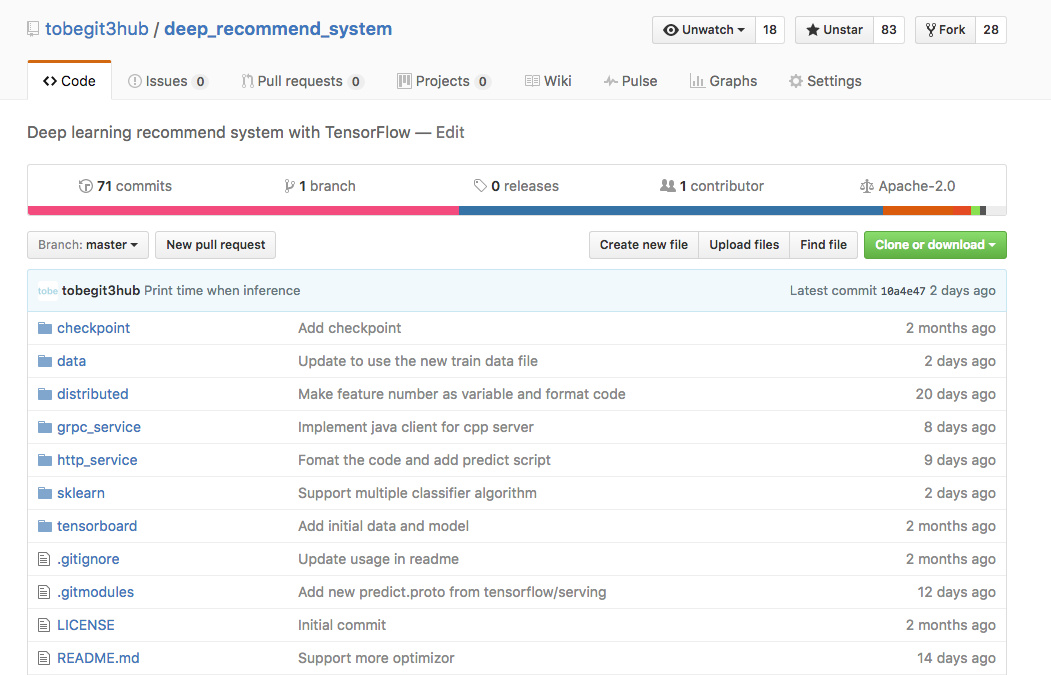 tobegit3hub / deep_recommend_system Unwatch 18 Unstar 83 Fork 28
Code Issues 0 Pull requests 0 Projects 0 Wiki Pulse Graphs Settings
Deep learning recommend system with TensorFlow — Edit
71 commits 1 branch 0 releases 1 contributor Apache-2.0
Branch: master New pull request Create new file Upload files Find file Clone or download
tobe tobegit3hub Print time when inference Latest commit 10a4e47 2 days ago
checkpoint Add checkpoint 2 months ago
data Update to use the new train data file 2 days ago
distributed Make feature number as variable and format code 20 days ago
grpc_service Implement java client for cpp server 8 days ago
http_service Fomat the code and add predict script 9 days ago
sklearn Support multiple classifier algorithm 2 days ago
tensorboard Add initial data and model 2 months ago
.gitignore Update usage in readme 2 months ago
.gitmodules Add new predict.proto from tensorflow/serving 12 days ago
LICENSE Initial commit 2 months ago
README.md Support more optimizor 14 days ago